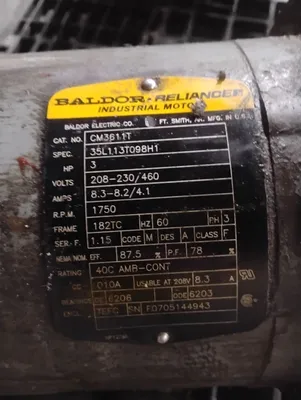 BALDOR·RELIANCE
INDUSTRIAL MOTOR
BALDOR ELECTRIC CO. FT. SMITH, AR. MFG. IN U.S.A.
CAT. NO. CM3611T
SPEC. 35L113T098H1
HP 3
VOLTS 208-230/460
AMPS 8.3-8.2/4.1
R.P.M. 1750
FRAME 182TC HZ 60 PH 3
SER. F. 1.15 CODE M DES A CLASS F
NEMA NOM. EFF. 87.5 % P.F. 78 %
RATING 40C AMB-CONT
CC 010A USABLE AT 208V 8.3 A
BEARINGS DE 6206 ODE 6203
ENCL. TEFC SN F0705144943